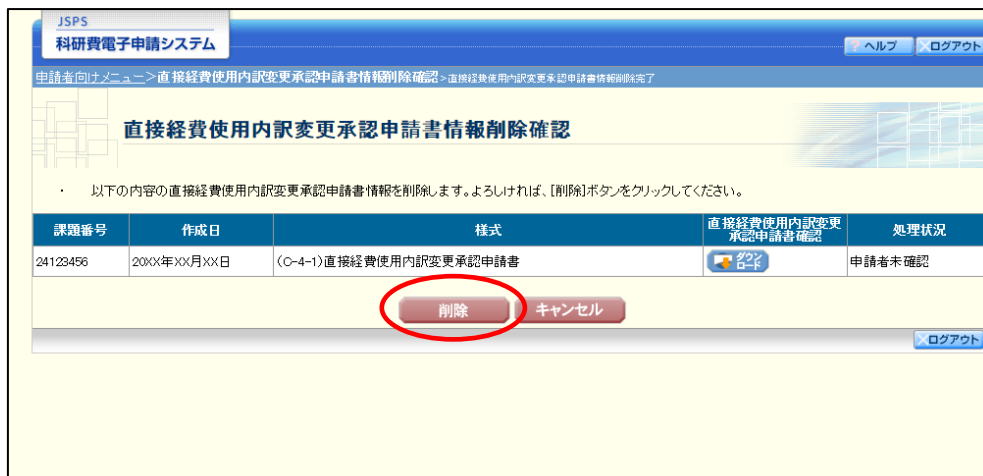 JSPS
科研費電子申請システム
? ヘルプ
×ログアウト
申請者向けメニュー>直接経費使用内訳変更承認申請書情報削除確認>直接経費使用内訳変更承認申請書情報削除完了
直接経費使用内訳変更承認申請書情報削除確認
・ 以下の内容の直接経費使用内訳変更承認申請書情報を削除します。よろしければ、[削除]ボタンをクリックしてください。
課題番号 作成日 様式 直接経費使用内訳変更 処理状況
承認申請書確認
24123456 20XX年XX月XX日 (C-4-1)直接経費使用内訳変更承認申請書 ダウン 申請者未確認
ロード
削除 キャンセル
×ログアウト